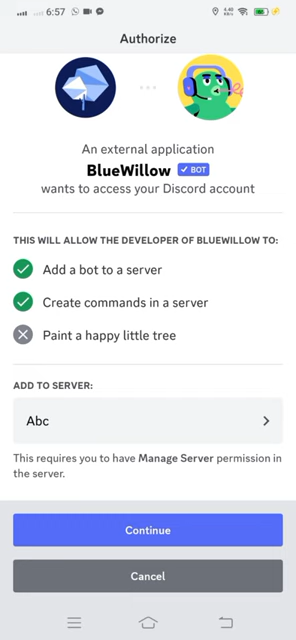 6:57
Authorize
An external application
BlueWillow ✓ BOT
wants to access your Discord account
THIS WILL ALLOW THE DEVELOPER OF BLUEWILLOW TO:
Add a bot to a server
Create commands in a server
Paint a happy little tree
ADD TO SERVER:
Abc
This requires you to have Manage Server permission in
the server.
Continue
Cancel